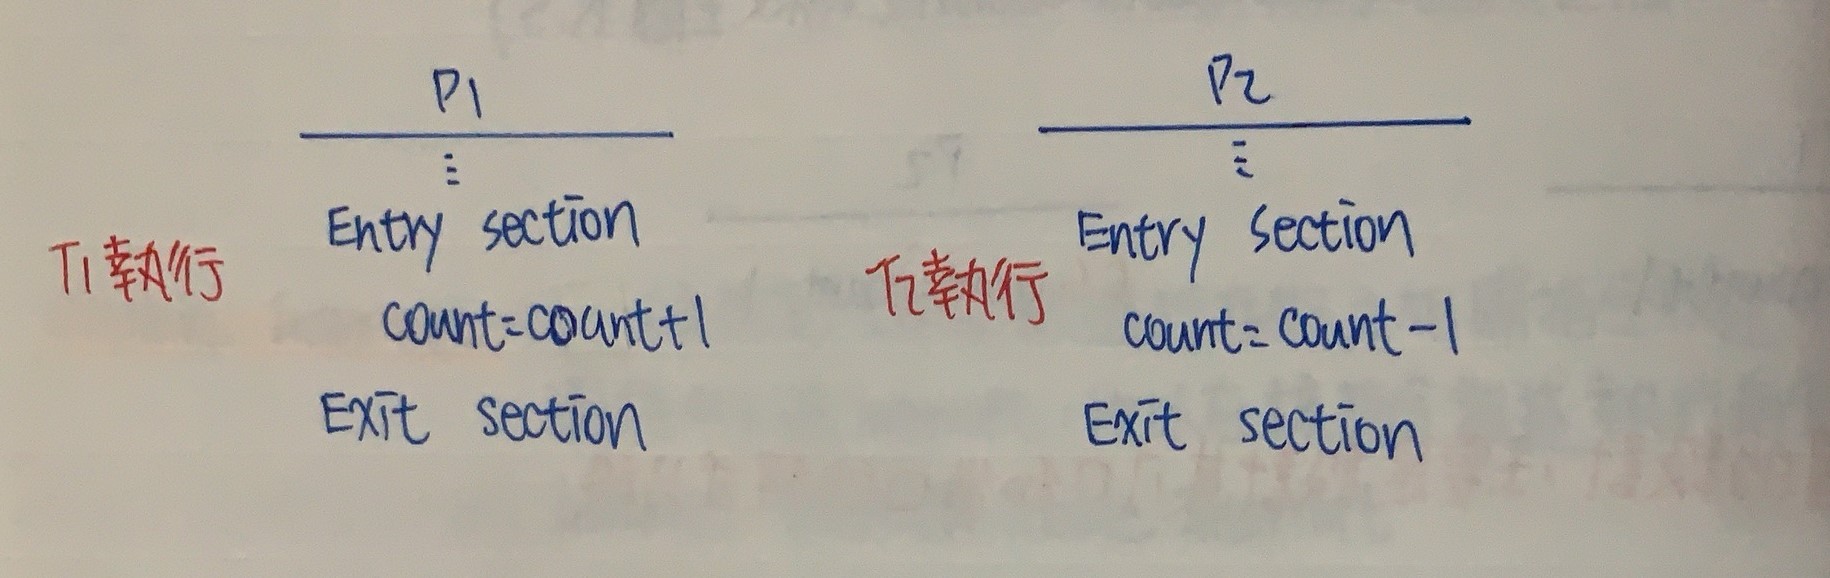 P1
⋮
Entry section
T1執行
count=count+1
Exit section
P2
⋮
Entry section
T2執行
count=count-1
Exit section